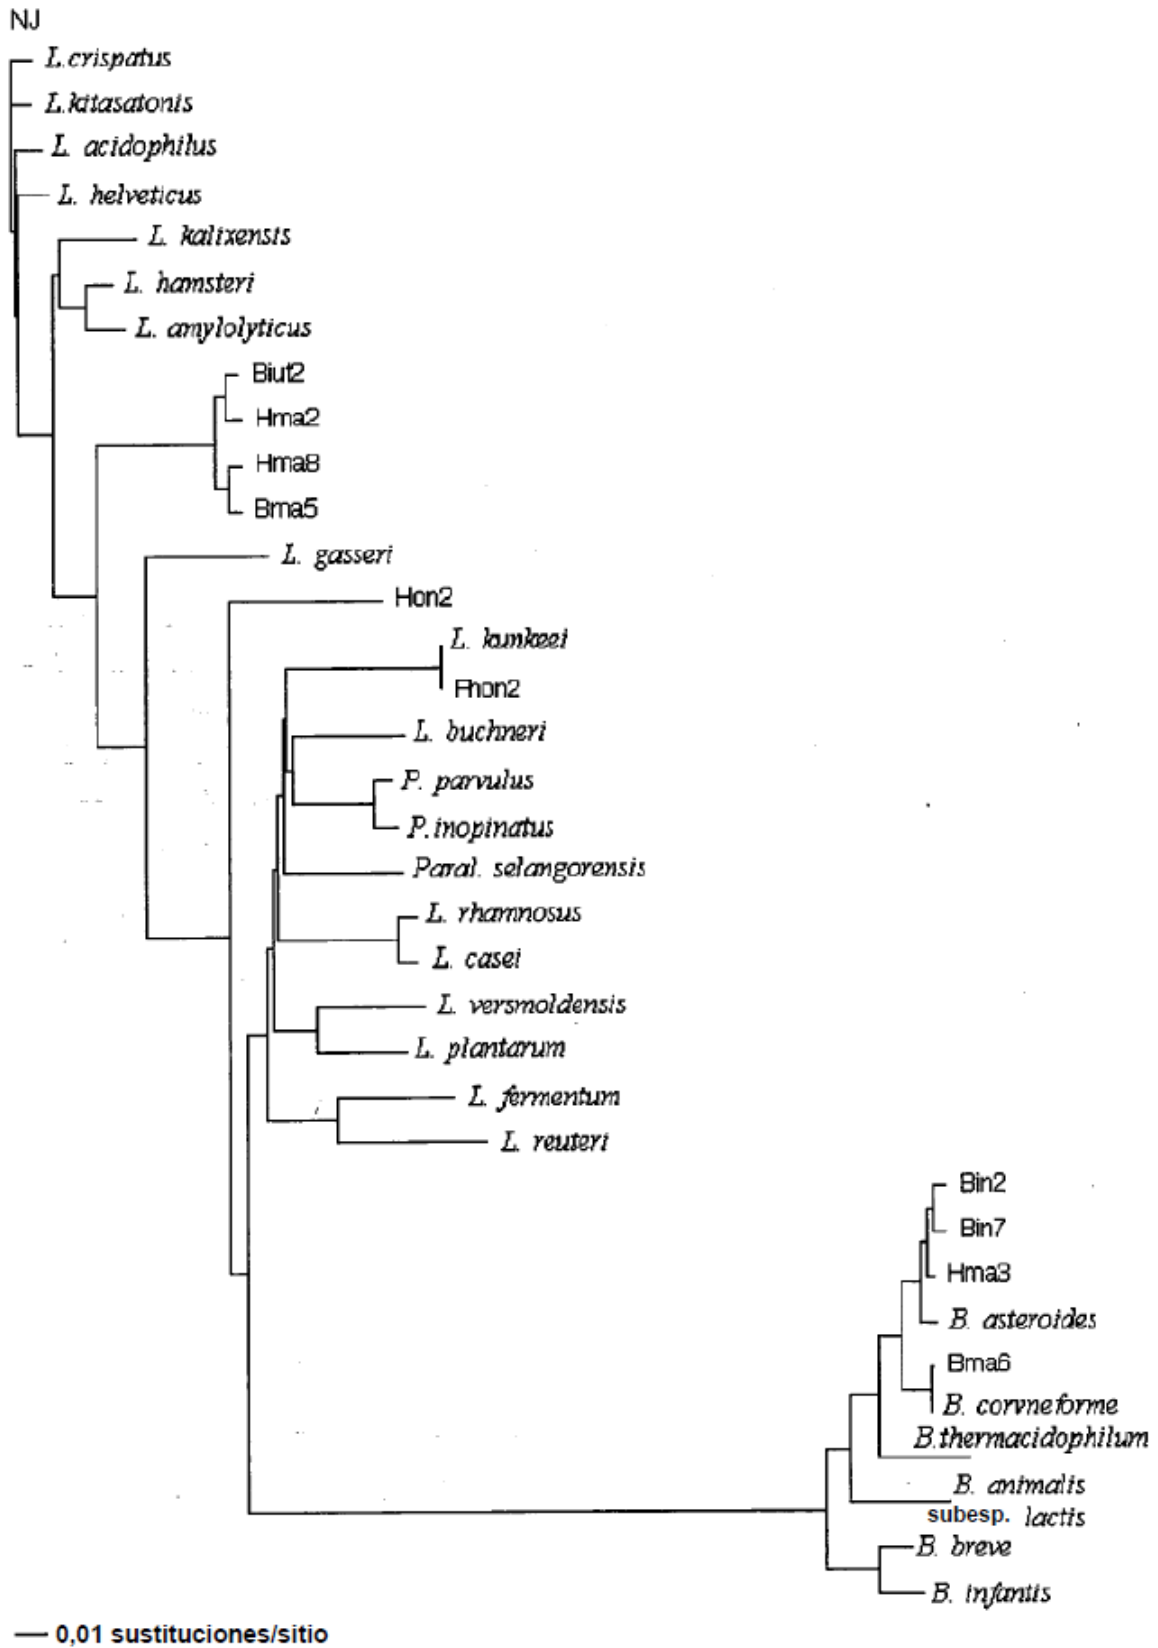 NJ
L.crispatus
L.kitasatonis
L. acidophilus
L. helveticus
L. kalixensis
L. hamsteri
L. amylolyticus
Biut2
Hma2
Hma8
Bma5
L. gasseri
Hon2
L. kunkeei
Fhon2
L. buchneri
P. parvulus
P.inopinatus
Paral. selangorensis
L. rhamnosus
L. casei
L. versmoldensis
L. plantarum
L. fermentum
L. reuteri
Bin2
Bin7
Hma3
B. asteroides
Bma6
B. coryneforme
B.thermacidophilum
B. animalis
subesp. lactis
B. breve
B. infantis
0,01 sustituciones/sitio